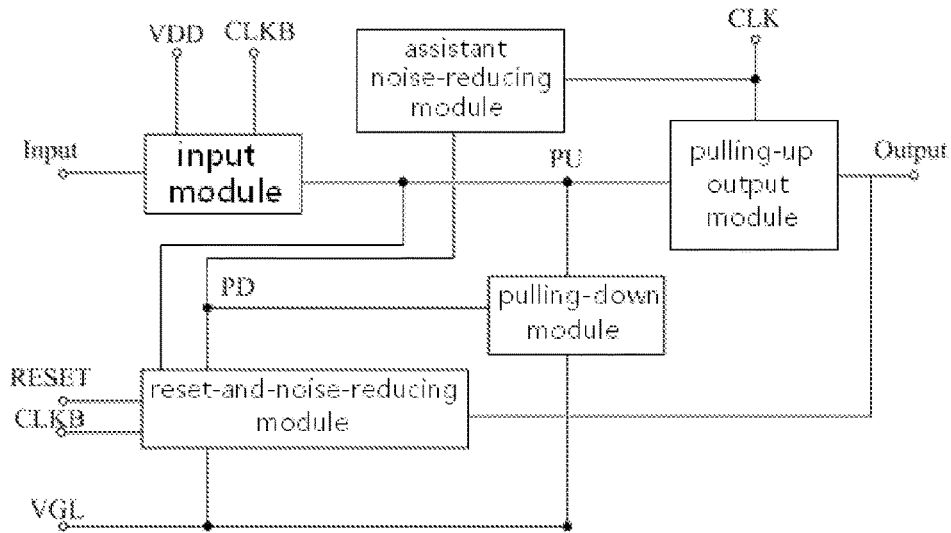 VDD
CLKB
CLK
assistant
noise-reducing
module
Input
input
module
PU
pulling-up
output
module
Output
PD
pulling-down
module
RESET
CLKB
reset-and-noise-reducing
module
VGL